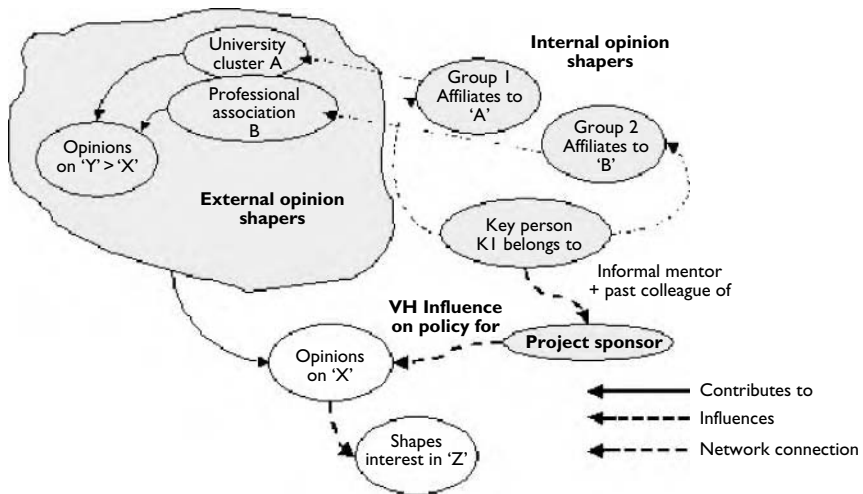 University
cluster A
Professional
association
B
Opinions
on ‘Y’ > ‘X’
External opinion
shapers
Internal opinion
shapers
Group 1
Affiliates to
‘A’
Group 2
Affiliates to
‘B’
Key person
K1 belongs to
Informal mentor
+ past colleague of
VH Influence
on policy for
Project sponsor
Opinions
on ‘X’
Shapes
interest in ‘Z’
Contributes to
Influences
Network connection